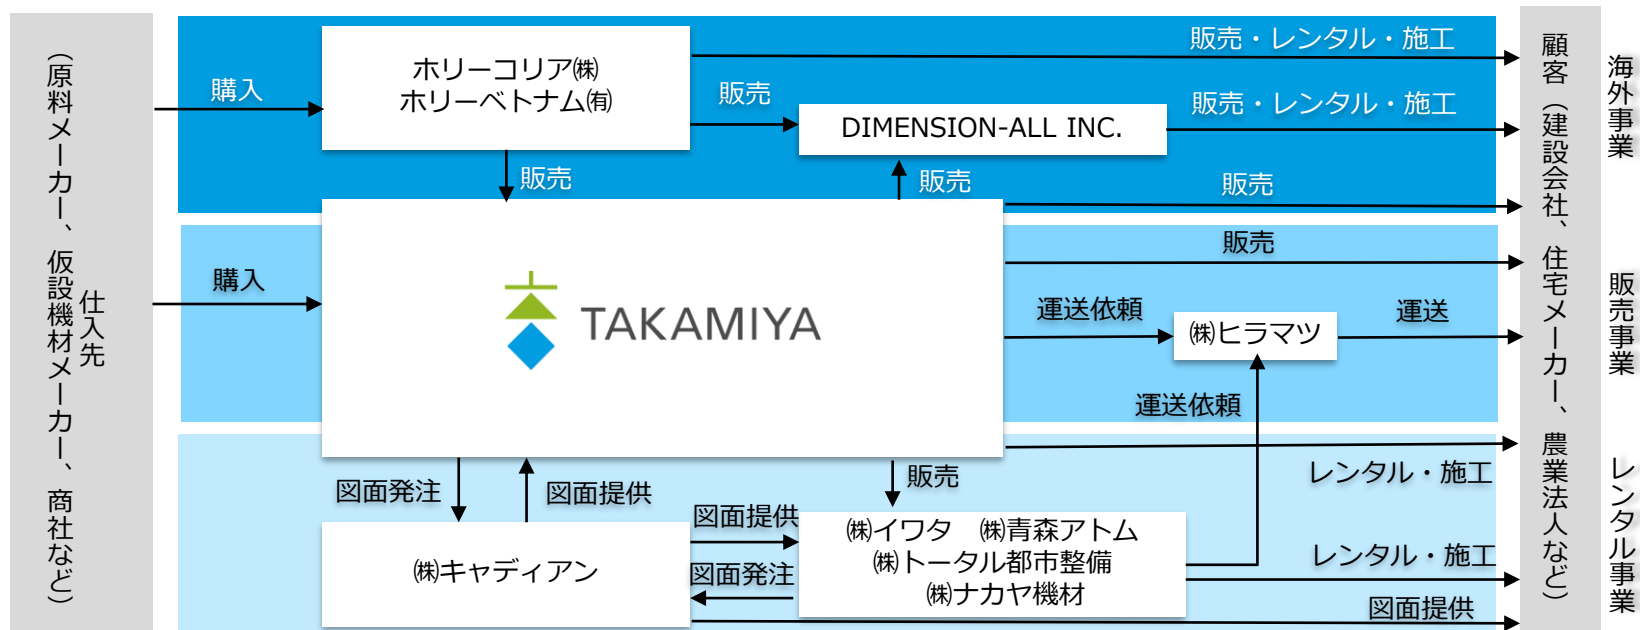 仕入先
（原料メーカー、仮設機材メーカー、商社など）
購入
ホリーコリア㈱
ホリーベトナム㈲
販売・レンタル・施工
販売
DIMENSION-ALL INC.
販売・レンタル・施工
販売
販売
販売
購入
TAKAMIYA
販売
運送依頼
㈱ヒラマツ
運送
運送依頼
レンタル・施工
図面発注
図面提供
販売
図面提供
図面発注
㈱キャディアン
㈱イワタ　㈱青森アトム
㈱トータル都市整備
㈱ナカヤ機材
レンタル・施工
図面提供
顧客（建設会社、住宅メーカー、農業法人など）
海外事業
販売事業
レンタル事業